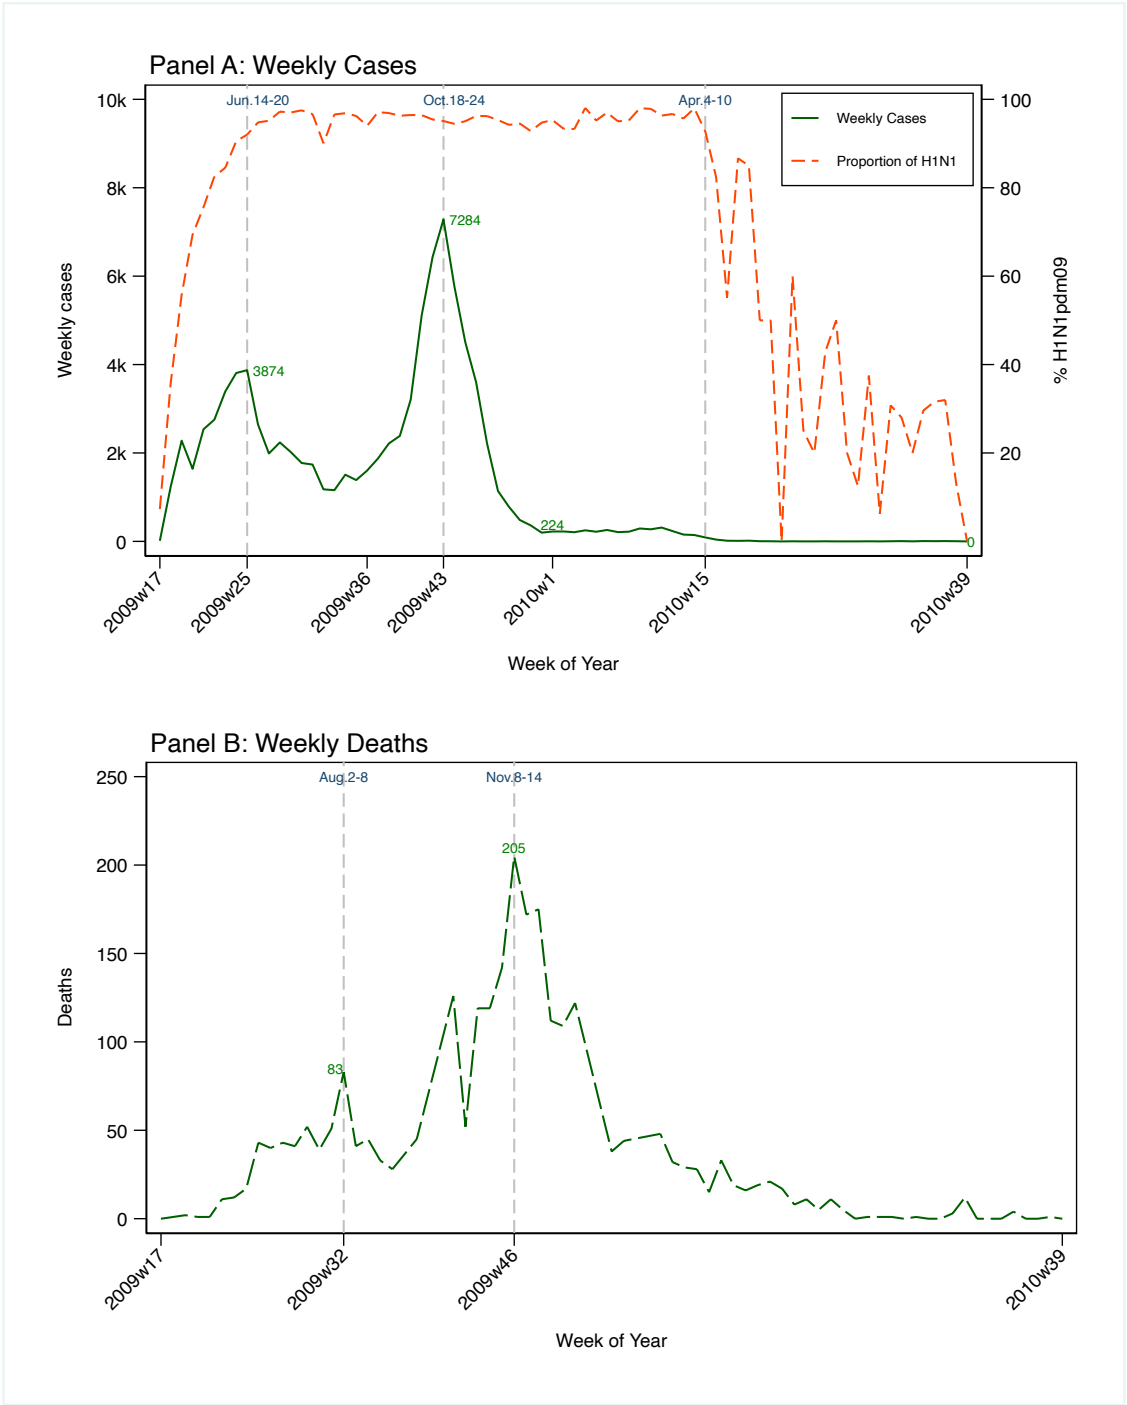 Panel A: Weekly Cases
Jun.14-20
Oct.18-24
Apr.4-10
Weekly Cases
Proportion of H1N1
10k
8k
6k
4k
2k
0
Weekly cases
100
80
60
40
20
% H1N1pdm09
3874
7284
224
0
2009w17
2009w25
2009w36
2009w43
2010w1
2010w15
2010w39
Week of Year
Panel B: Weekly Deaths
Aug.2-8
Nov.8-14
250
200
150
100
50
0
Deaths
83
205
2009w17
2009w32
2009w46
2010w39
Week of Year